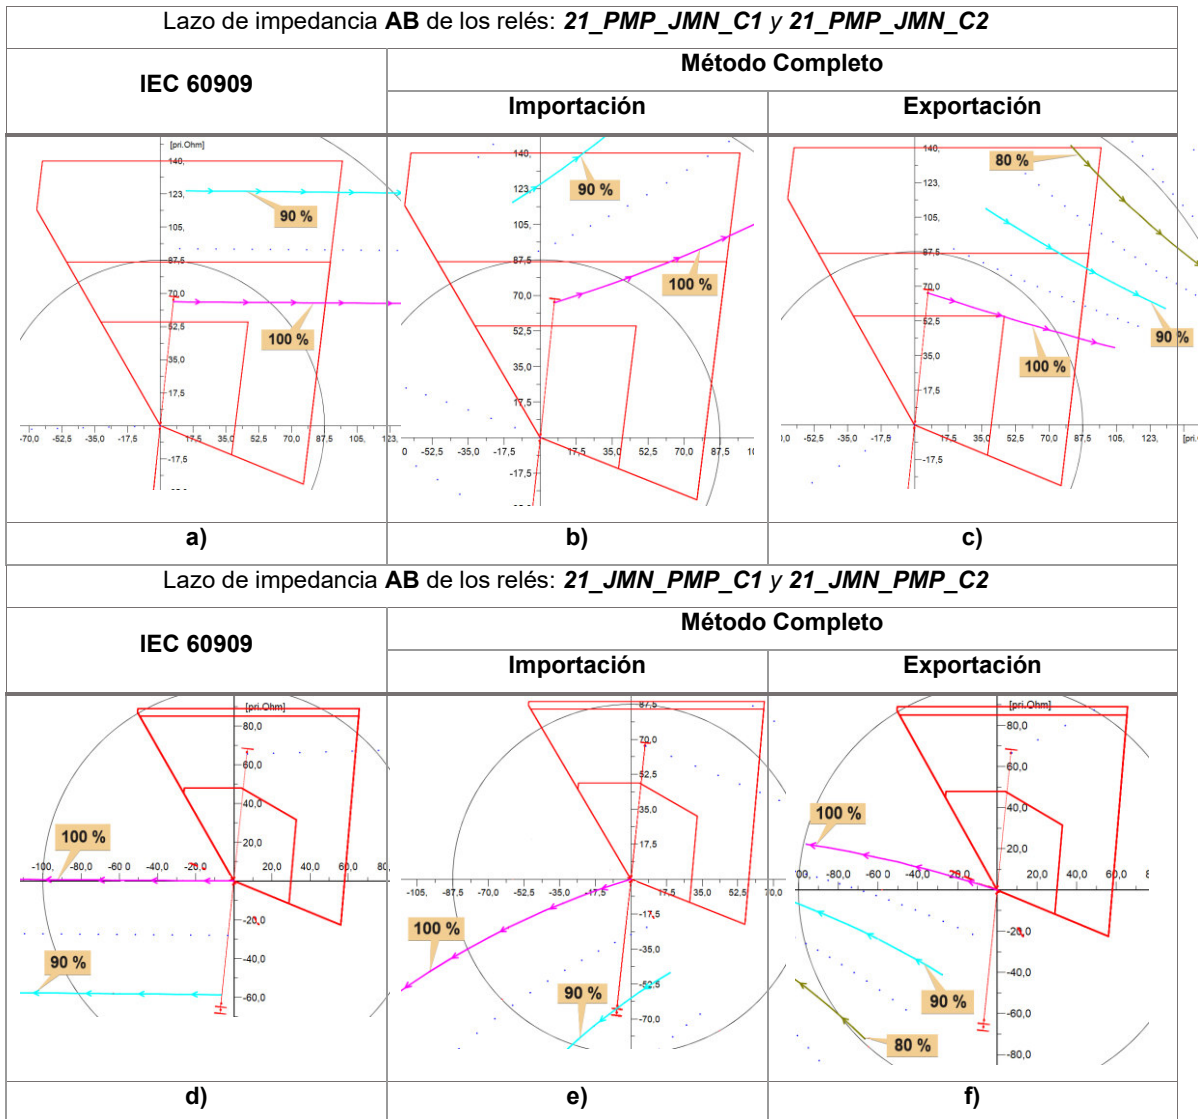 Lazo de impedancia AB de los relés: 21_PMP_JMN_C1 y 21_PMP_JMN_C2
IEC 60909
Método Completo
Importación
Exportación
[pri.Ohm]
140,
123,
105,
87,5
70,0
52,5
35,0
17,5
-17,5
-70,0 -52,5 -35,0 -17,5 17,5 35,0 52,5 70,0 87,5 105, 123,
90 %
100 %
140,
123,
105,
87,5
70,0
52,5
35,0
17,5
-17,5
0 -52,5 -35,0 -17,5 17,5 35,0 52,5 70,0 87,5
90 %
100 %
140,
123,
105,
87,5
70,0
52,5
35,0
17,5
-17,5
-52,5 -35,0 -17,5 17,5 35,0 52,5 70,0 87,5 105, 123,
80 %
90 %
100 %
a)
b)
c)
Lazo de impedancia AB de los relés: 21_JMN_PMP_C1 y 21_JMN_PMP_C2
IEC 60909
Método Completo
Importación
Exportación
[pri.Ohm]
80,0
60,0
40,0
20,0
-20,0
-40,0
-60,0
-100, -80,0 -60,0 -40,0 -20,0 20,0 40,0 60,0
100 %
90 %
87,5
70,0
52,5
35,0
17,5
-17,5
-35,0
-52,5
-70,0
-105, -87,5 -70,0 -52,5 -35,0 -17,5 17,5 35,0 52,5
100 %
90 %
[pri.Ohm]
80,0
60,0
40,0
20,0
-20,0
-40,0
-60,0
-80,0
-80,0 -60,0 -40,0 20,0 40,0 60,0
100 %
90 %
80 %
d)
e)
f)